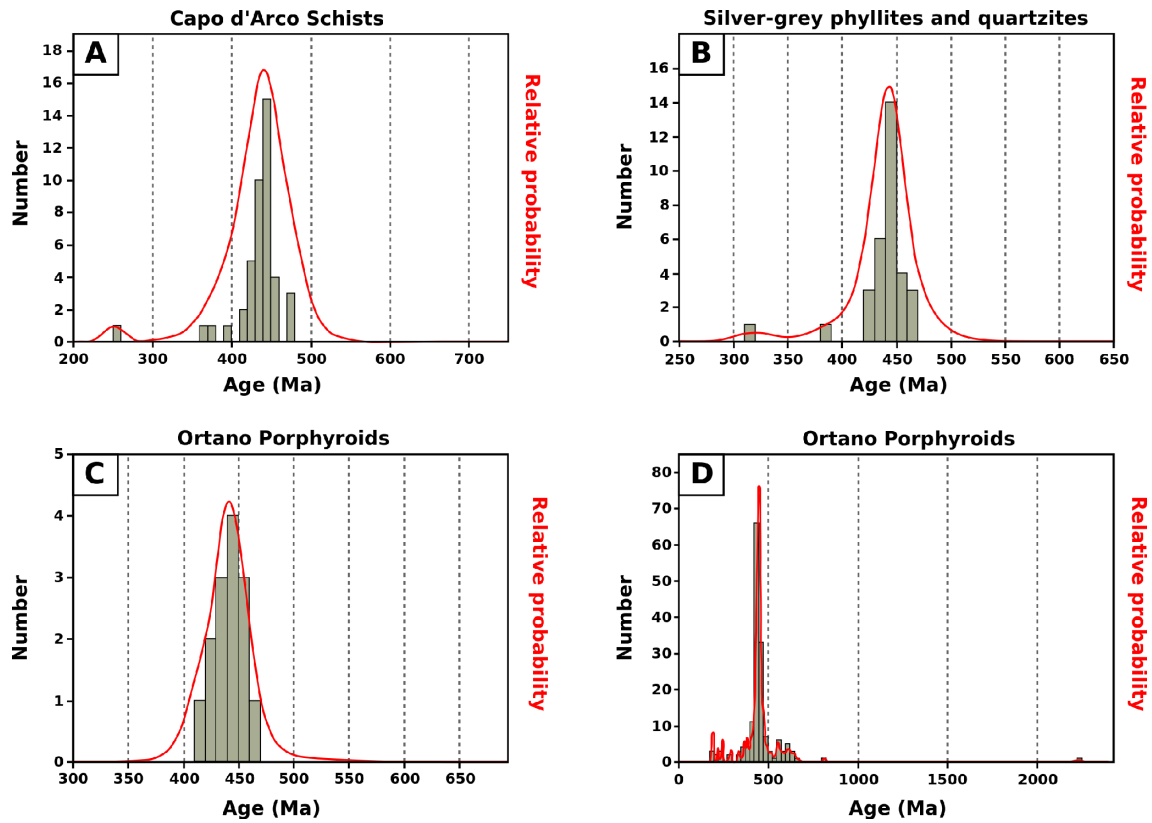 Capo d'Arco Schists
A
18
16
14
12
10
8
6
4
2
0
Number
Relative probability
200 300 400 500 600 700
Age (Ma)
Silver-grey phyllites and quartzites
B
16
14
12
10
8
6
4
2
0
Number
Relative probability
250 300 350 400 450 500 550 600 650
Age (Ma)
Ortano Porphyroids
C
5
4
3
2
1
0
Number
Relative probability
300 350 400 450 500 550 600 650
Age (Ma)
Ortano Porphyroids
D
80
70
60
50
40
30
20
10
0
Number
Relative probability
0 500 1000 1500 2000
Age (Ma)